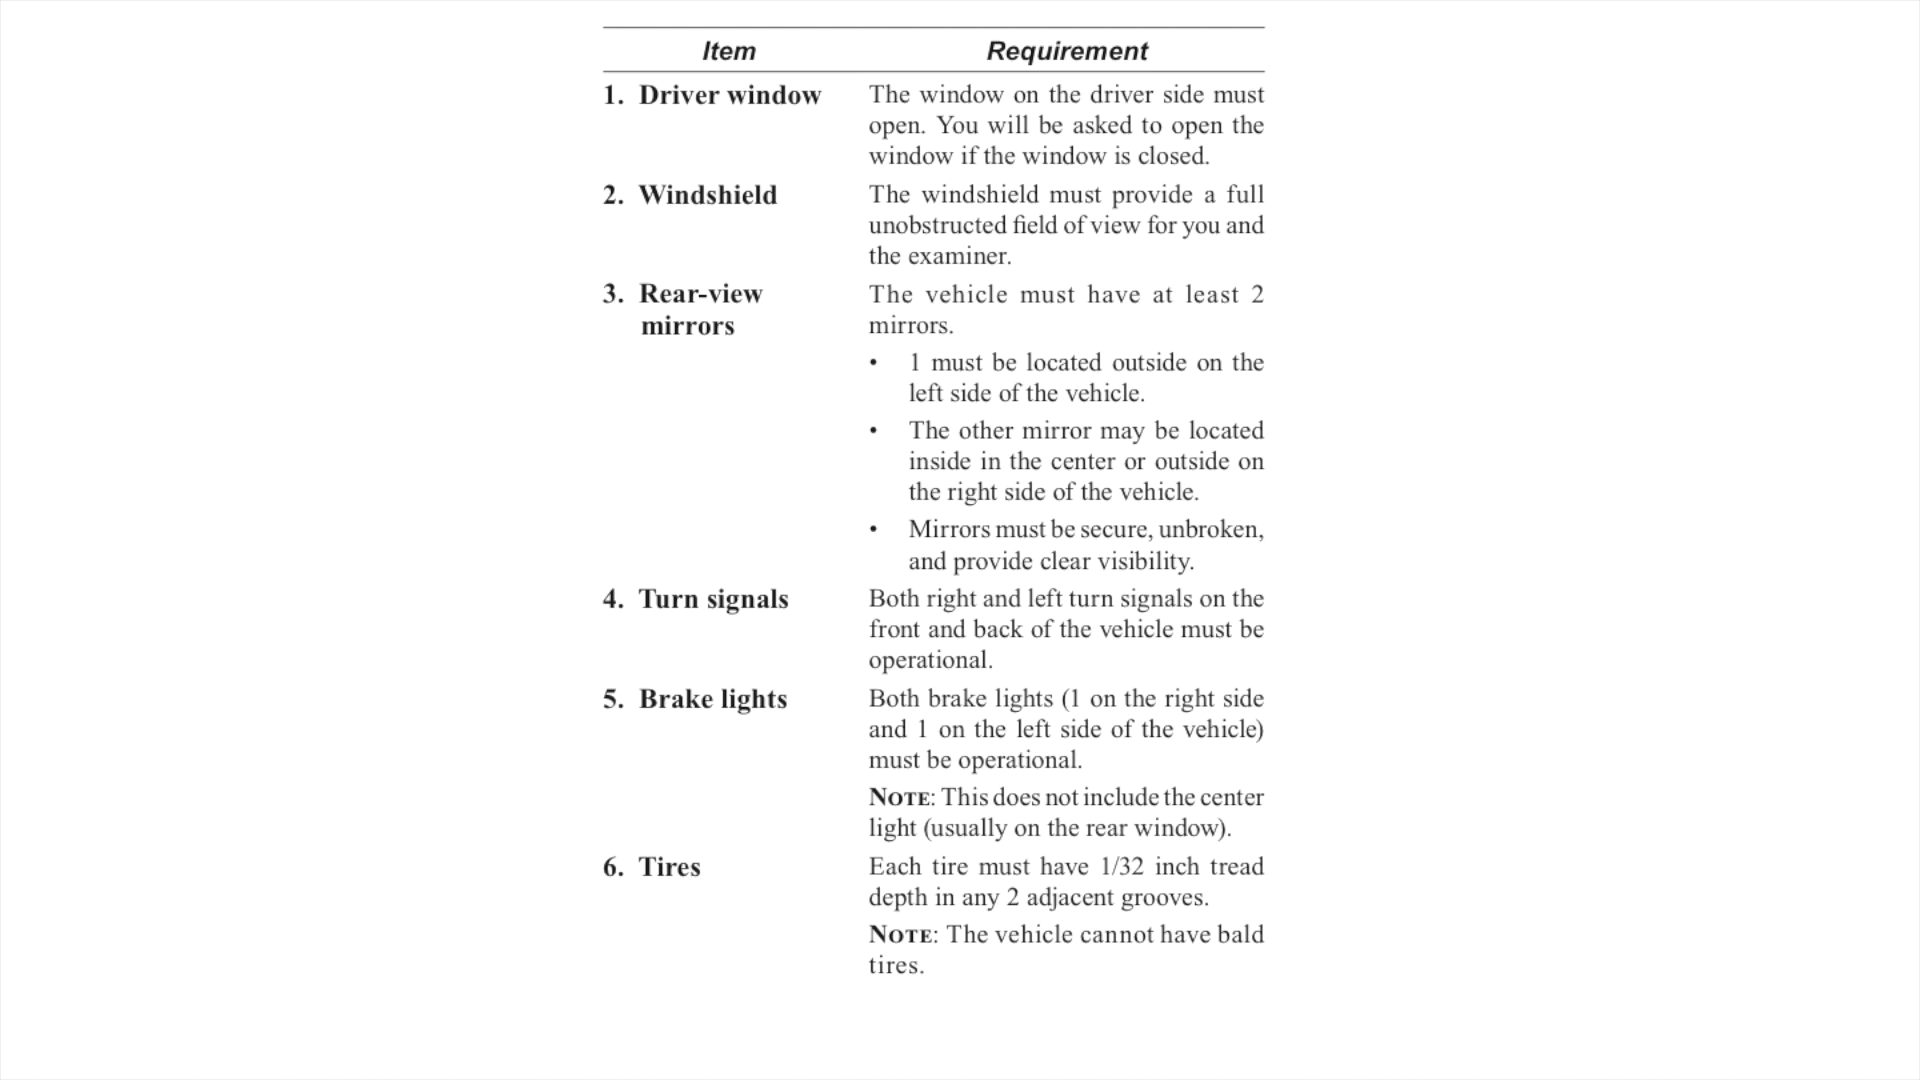 Item Requirement
1. Driver window The window on the driver side must
open. You will be asked to open the
window if the window is closed.
2. Windshield The windshield must provide a full
unobstructed field of view for you and
the examiner.
3. Rear-view The vehicle must have at least 2
mirrors mirrors.
• 1 must be located outside on the
left side of the vehicle.
• The other mirror may be located
inside in the center or outside on
the right side of the vehicle.
• Mirrors must be secure, unbroken,
and provide clear visibility.
4. Turn signals Both right and left turn signals on the
front and back of the vehicle must be
operational.
5. Brake lights Both brake lights (1 on the right side
and 1 on the left side of the vehicle)
must be operational.
NOTE: This does not include the center
light (usually on the rear window).
6. Tires Each tire must have 1/32 inch tread
depth in any 2 adjacent grooves.
NOTE: The vehicle cannot have bald
tires.